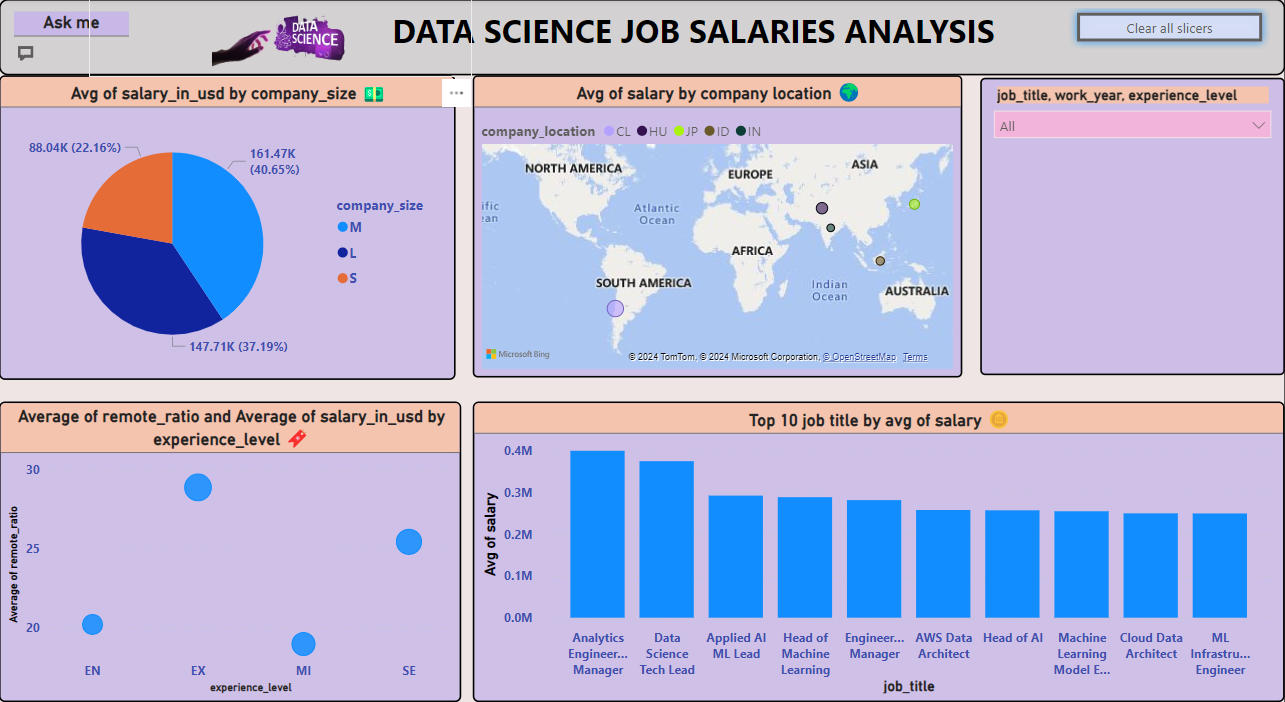 Ask me
DATA
SCIENCE
DATA SCIENCE JOB SALARIES ANALYSIS
Clear all slicers
Avg of salary_in_usd by company_size
88.04K (22.16%)
161.47K
(40.65%)
147.71K (37.19%)
company_size
M
L
S
Avg of salary by company location
company_location CL HU JP ID IN
NORTH AMERICA
EUROPE
ASIA
ific
ean
Atlantic
Ocean
AFRICA
SOUTH AMERICA
Indian
Ocean
AUSTRALIA
Microsoft Bing
© 2024 TomTom, © 2024 Microsoft Corporation, © OpenStreetMap Terms
job_title, work_year, experience_level
All
Average of remote_ratio and Average of salary_in_usd by
experience_level
Average of remote_ratio
30
25
20
EN EX MI SE
experience_level
Top 10 job title by avg of salary
Avg of salary
0.4M
0.3M
0.2M
0.1M
0.0M
Analytics
Engineer...
Manager
Data
Science
Tech Lead
Applied AI
ML Lead
Head of
Machine
Learning
Engineer...
Manager
AWS Data
Architect
Head of AI
Machine
Learning
Model E...
Cloud Data
Architect
ML
Infrastru...
Engineer
job_title